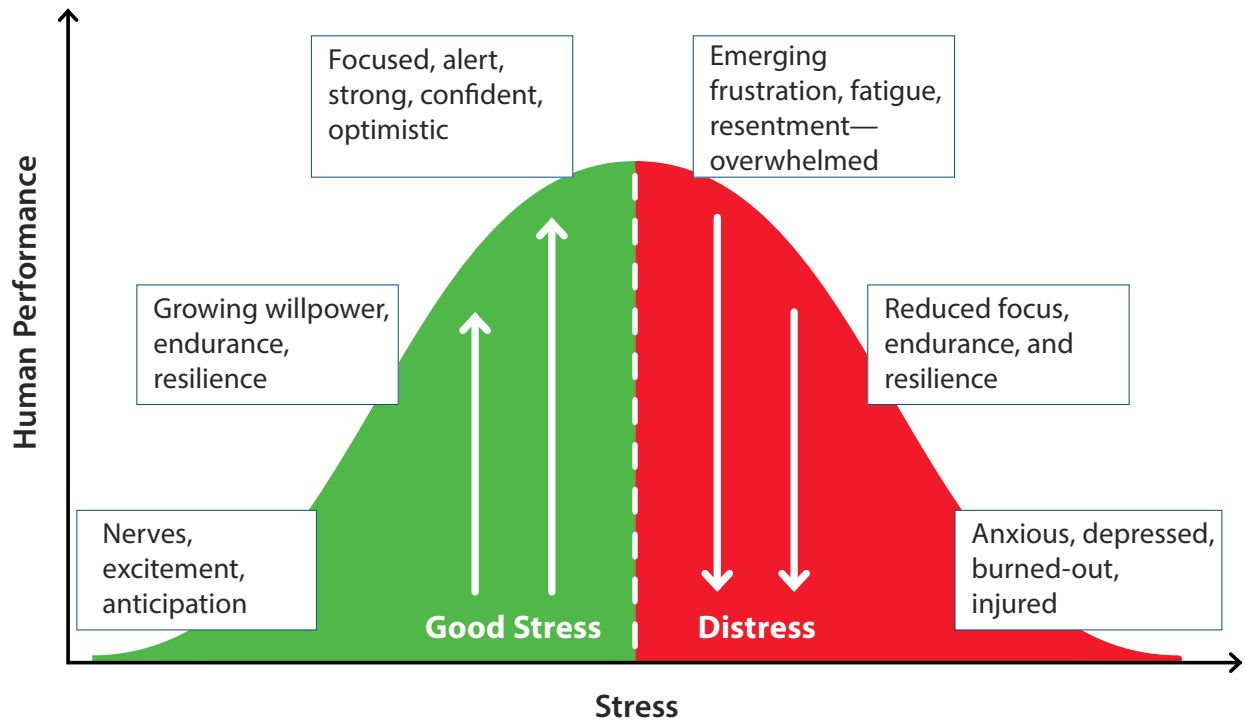 Human Performance
Focused, alert,
strong, confident,
optimistic
Emerging
frustration, fatigue,
resentment—
overwhelmed
Growing willpower,
endurance,
resilience
Reduced focus,
endurance, and
resilience
Nerves,
excitement,
anticipation
Anxious, depressed,
burned-out,
injured
Good Stress
Distress
Stress